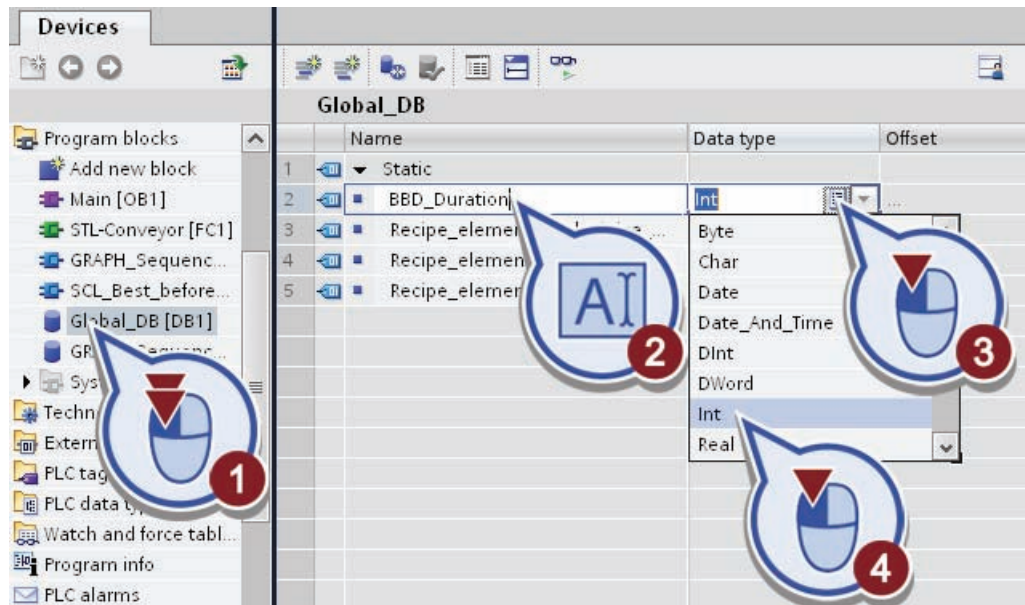 Devices
Program blocks
Add new block
Main [OB1]
STL-Conveyor [FC1]
GRAPH_Sequenc...
SCL_Best_before...
Global_DB [DB1]
Techn
Extern
PLC tag
PLC data
Watch and force tabl...
Program info
PLC alarms
Global_DB
Name Data type Offset
1 Static
2 BBD_Duration Int ...
3 Recipe_elemen
4 Recipe_elemen
5 Recipe_elemen
Byte
Char
Date
Date_And_Time
DInt
DWord
Int
Real
1
AI
2
3
4